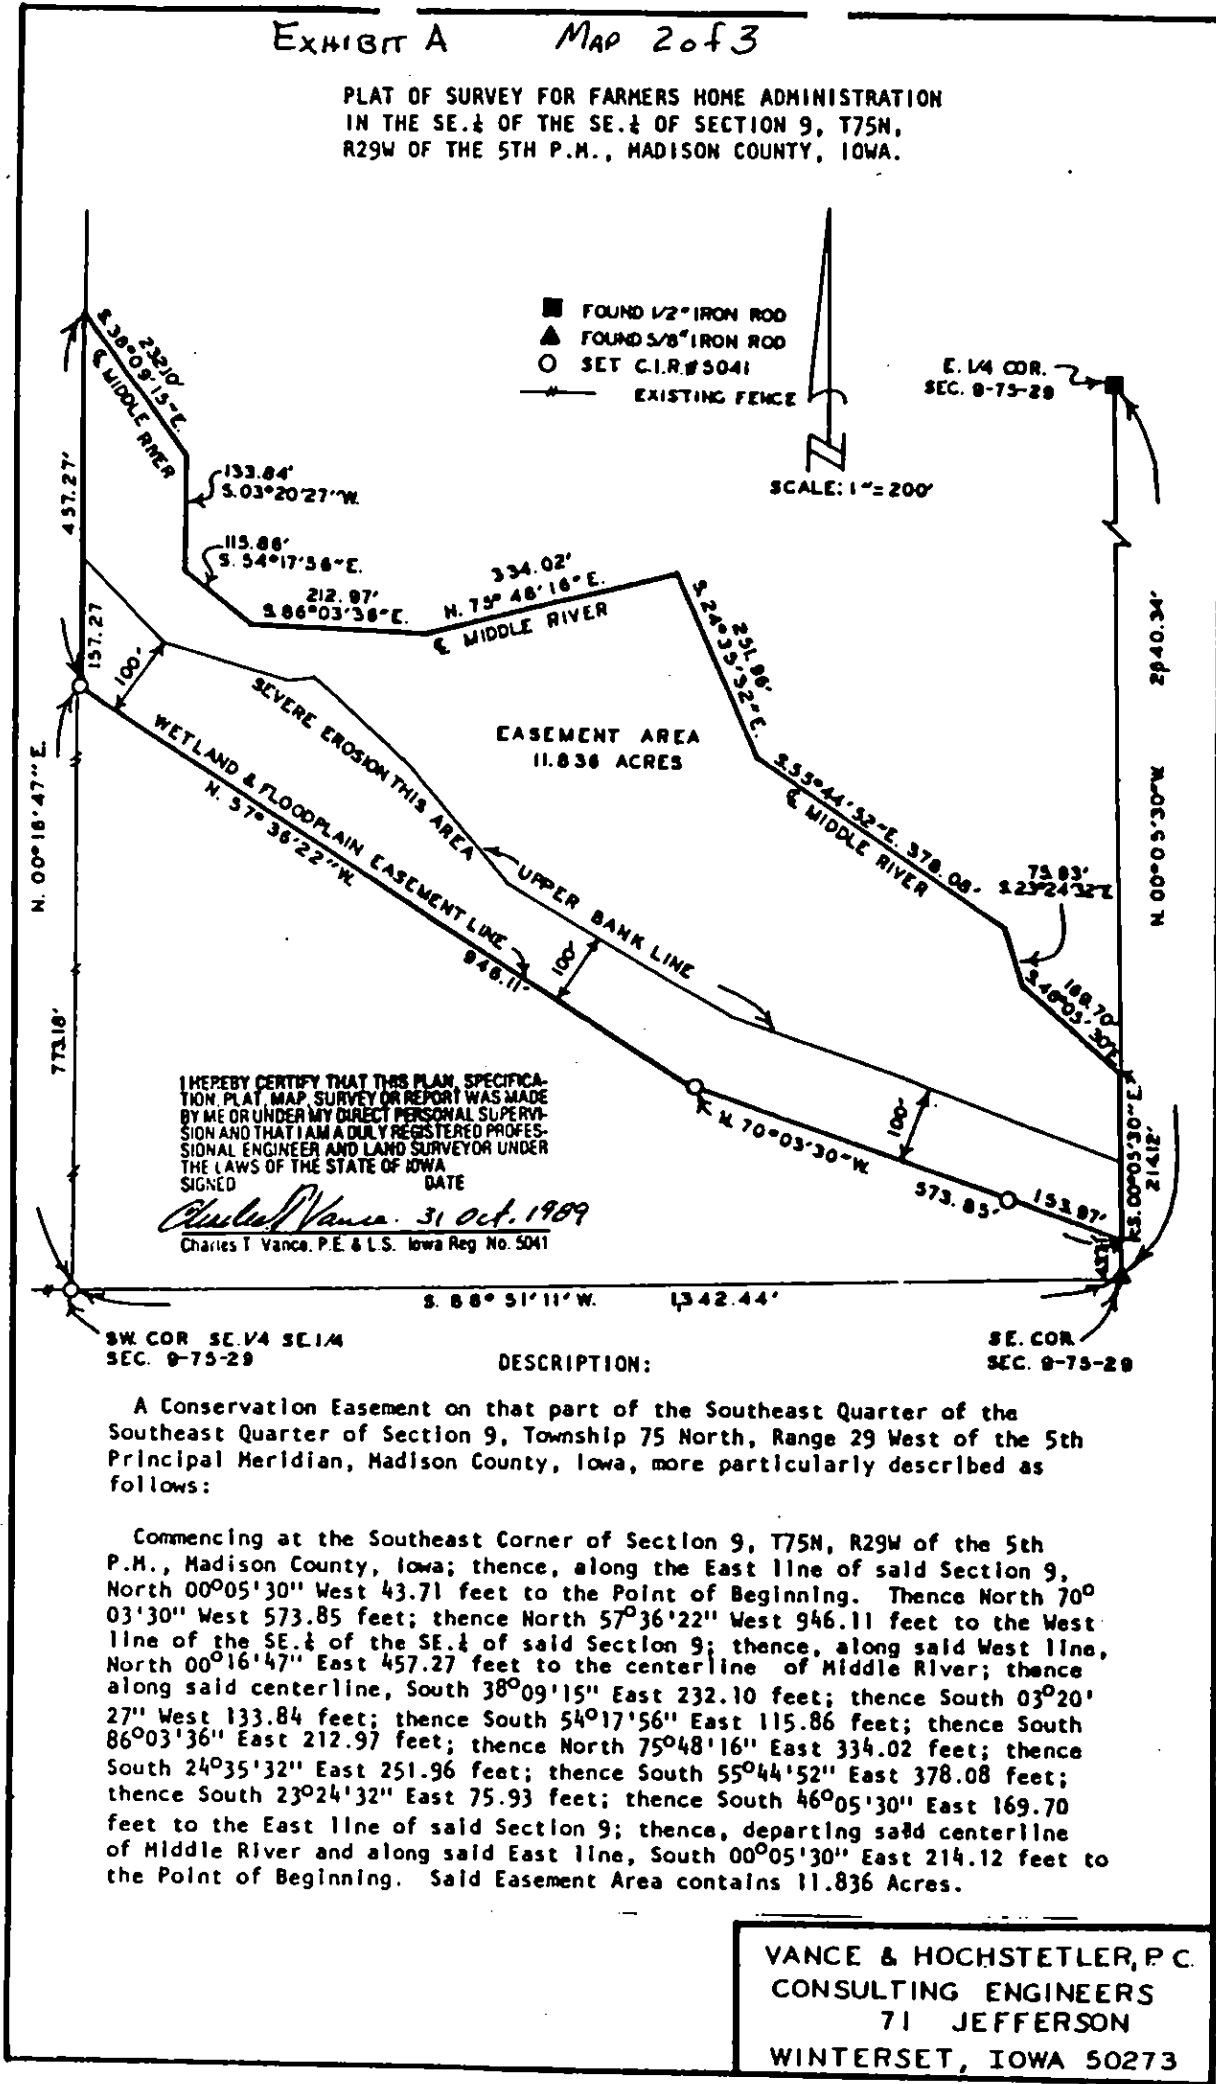 EXHIBIT A MAP 2 of 3
PLAT OF SURVEY FOR FARMERS HOME ADMINISTRATION
IN THE SE.¼ OF THE SE.¼ OF SECTION 9, T75N,
R29W OF THE 5TH P.M., MADISON COUNTY, IOWA.
FOUND 1/2" IRON ROD
FOUND 5/8" IRON ROD
SET C.I.R.#5041
EXISTING FENCE
E. 1/4 COR.
SEC. 9-75-29
SCALE: 1"=200'
232.10'
S.38°09'15"E.
℄ MIDDLE RIVER
457.27'
133.84'
S.03°20'27"W.
115.86'
S.54°17'56"E.
212.97'
S.86°03'36"E.
334.02'
N.75°48'16"E.
℄ MIDDLE RIVER
251.96'
S.24°35'32"E.
2640.34'
N.00°05'30"W.
157.27
100'
SEVERE EROSION THIS AREA
EASEMENT AREA
11.836 ACRES
S.55°44'52"E. 378.08'
℄ MIDDLE RIVER
75.93'
S.23°24'32"E
WETLAND & FLOODPLAIN EASEMENT LINE
N. 57°36'22"W.
946.11'
UPPER BANK LINE
100'
169.70'
S.46°05'30"E.
N. 00°16'47"E.
773.18'
I HEREBY CERTIFY THAT THIS PLAN, SPECIFICA-
TION, PLAT, MAP, SURVEY OR REPORT WAS MADE
BY ME OR UNDER MY DIRECT PERSONAL SUPERVI-
SION AND THAT I AM A DULY REGISTERED PROFES-
SIONAL ENGINEER AND LAND SURVEYOR UNDER
THE LAWS OF THE STATE OF IOWA
SIGNED DATE
Charles T Vance. 31 Oct. 1989
Charles T Vance, P.E. & L.S. Iowa Reg No. 5041
N. 70°03'30"W.
100'
573.85'
153.97'
S.00°05'30"E.
214.12'
43.71
S. 88°51'11"W. 1,342.44'
SW. COR SE.1/4 SE.1/4
SEC. 9-75-29
SE. COR
SEC. 9-75-29
DESCRIPTION:
A Conservation Easement on that part of the Southeast Quarter of the
Southeast Quarter of Section 9, Township 75 North, Range 29 West of the 5th
Principal Meridian, Madison County, Iowa, more particularly described as
follows:
Commencing at the Southeast Corner of Section 9, T75N, R29W of the 5th
P.M., Madison County, Iowa; thence, along the East line of said Section 9,
North 00°05'30" West 43.71 feet to the Point of Beginning. Thence North 70°
03'30" West 573.85 feet; thence North 57°36'22" West 946.11 feet to the West
line of the SE.¼ of the SE.¼ of said Section 9; thence, along said West line,
North 00°16'47" East 457.27 feet to the centerline of Middle River; thence
along said centerline, South 38°09'15" East 232.10 feet; thence South 03°20'
27" West 133.84 feet; thence South 54°17'56" East 115.86 feet; thence South
86°03'36" East 212.97 feet; thence North 75°48'16" East 334.02 feet; thence
South 24°35'32" East 251.96 feet; thence South 55°44'52" East 378.08 feet;
thence South 23°24'32" East 75.93 feet; thence South 46°05'30" East 169.70
feet to the East line of said Section 9; thence, departing said centerline
of Middle River and along said East line, South 00°05'30" East 214.12 feet to
the Point of Beginning. Said Easement Area contains 11.836 Acres.
VANCE & HOCHSTETLER, P.C.
CONSULTING ENGINEERS
71 JEFFERSON
WINTERSET, IOWA 50273